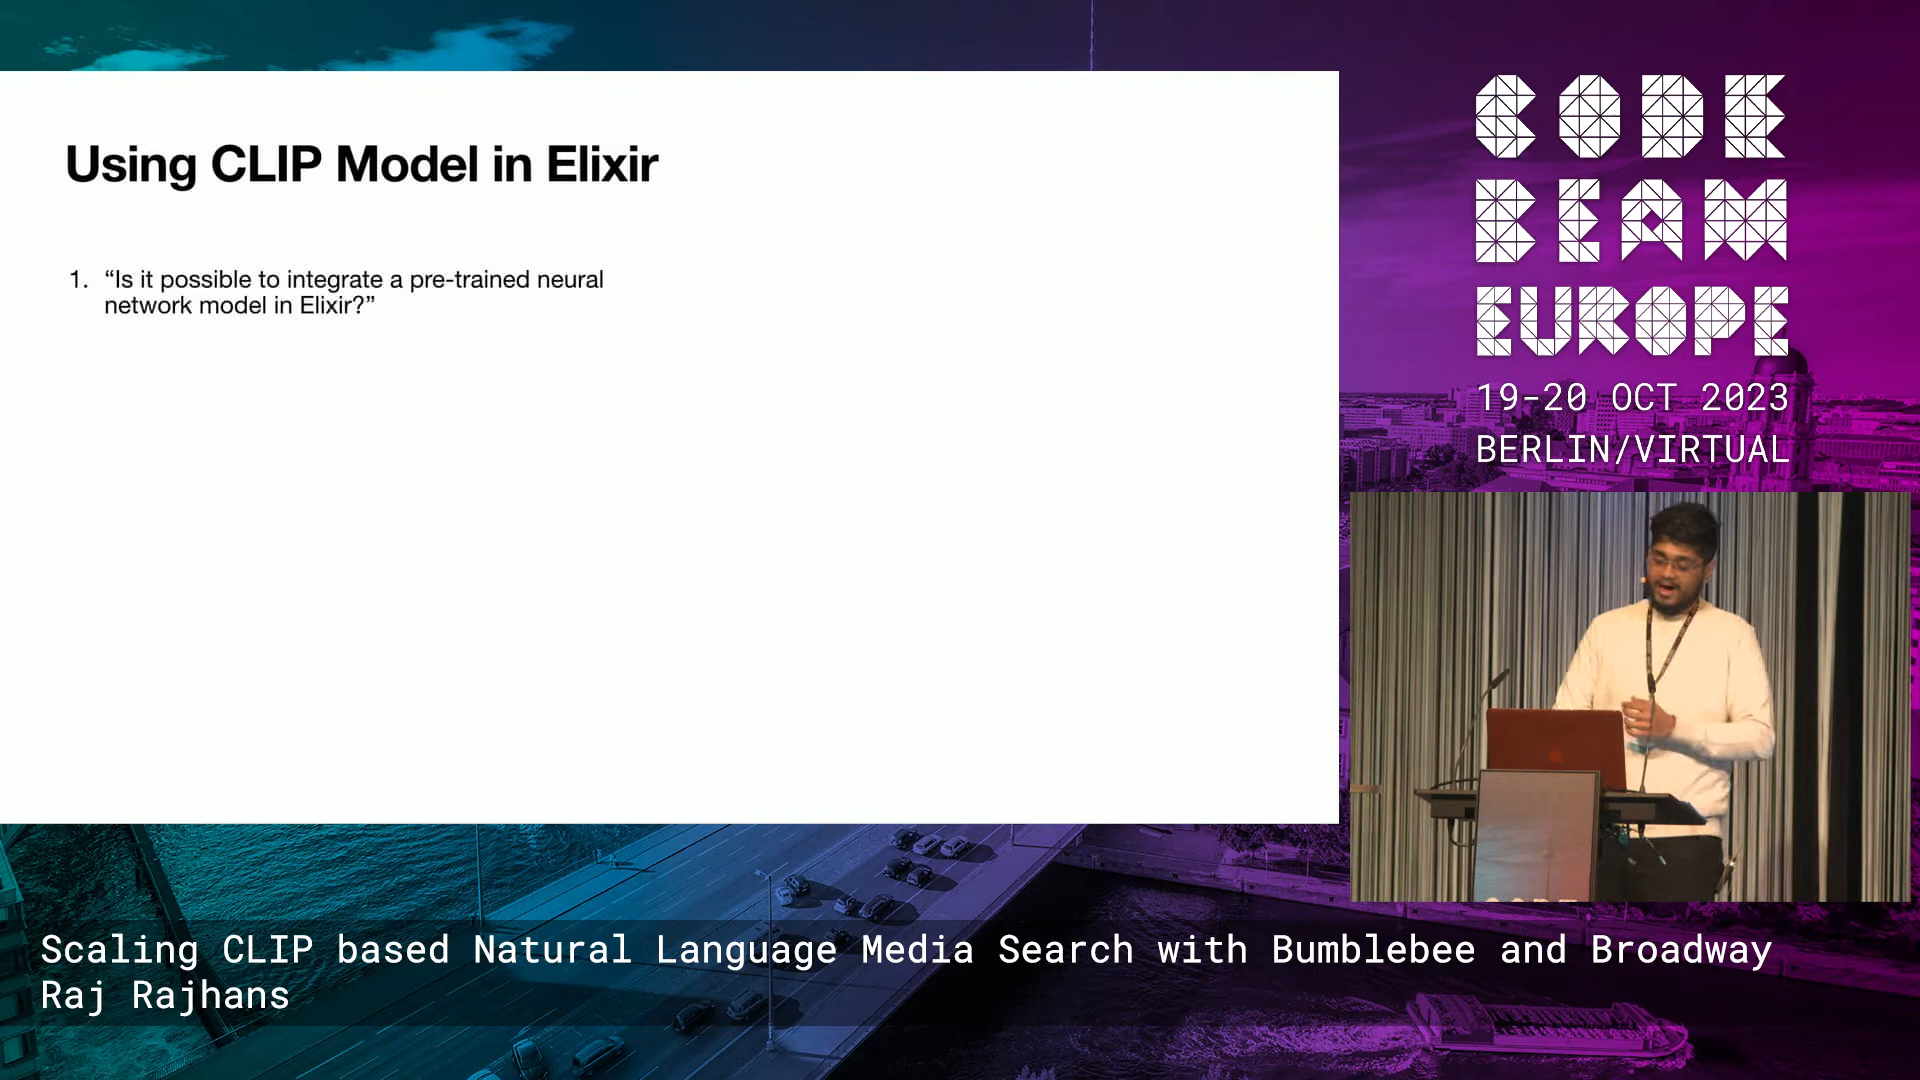 Using CLIP Model in Elixir
1. “Is it possible to integrate a pre-trained neural
network model in Elixir?”
CODE
BEAM
EUROPE
19-20 OCT 2023
BERLIN/VIRTUAL
Scaling CLIP based Natural Language Media Search with Bumblebee and Broadway
Raj Rajhans